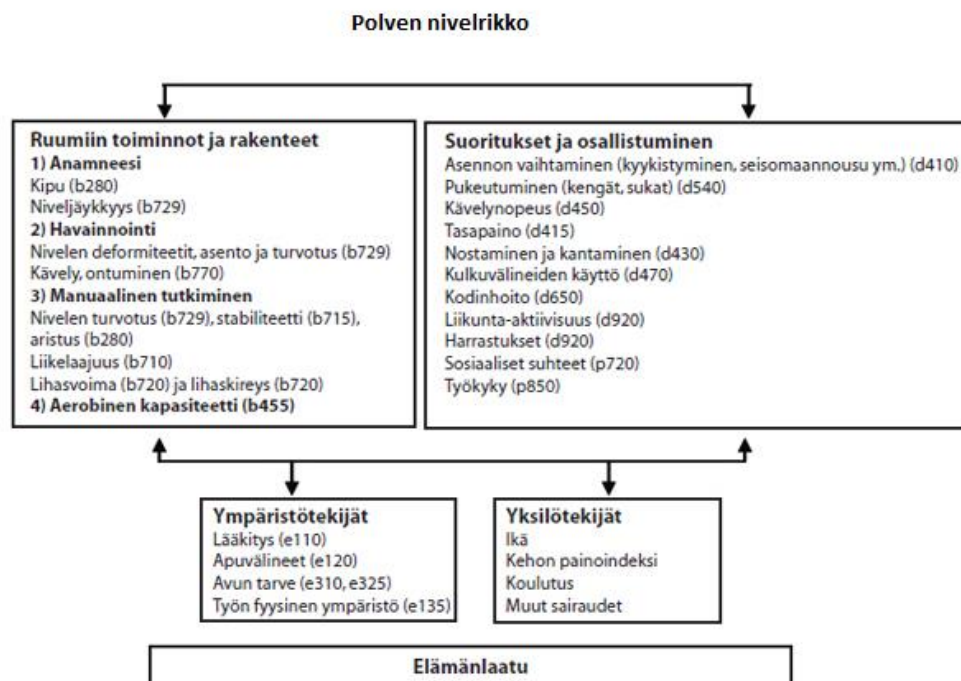 Polven nivelrikko
Ruumiin toiminnot ja rakenteet
1) Anamneesi
Kipu (b280)
Niveljäykkyys (b729)
2) Havainnointi
Nivelen deformiteetit, asento ja turvotus (b729)
Kävely, ontuminen (b770)
3) Manuaalinen tutkiminen
Nivelen turvotus (b729), stabiliteetti (b715),
aristus (b280)
Liikelaajuus (b710)
Lihasvoima (b720) ja lihaskireys (b720)
4) Aerobinen kapasiteetti (b455)
Suoritukset ja osallistuminen
Asennon vaihtaminen (kyykistyminen, seisomaannousu ym.) (d410)
Pukeutuminen (kengät, sukat) (d540)
Kävelynopeus (d450)
Tasapaino (d415)
Nostaminen ja kantaminen (d430)
Kulkuvälineiden käyttö (d470)
Kodinhoito (d650)
Liikunta-aktiivisuus (d920)
Harrastukset (d920)
Sosiaaliset suhteet (p720)
Työkyky (p850)
Ympäristötekijät
Lääkitys (e110)
Apuvälineet (e120)
Avun tarve (e310, e325)
Työn fyysinen ympäristö (e135)
Yksilötekijät
Ikä
Kehon painoindeksi
Koulutus
Muut sairaudet
Elämänlaatu